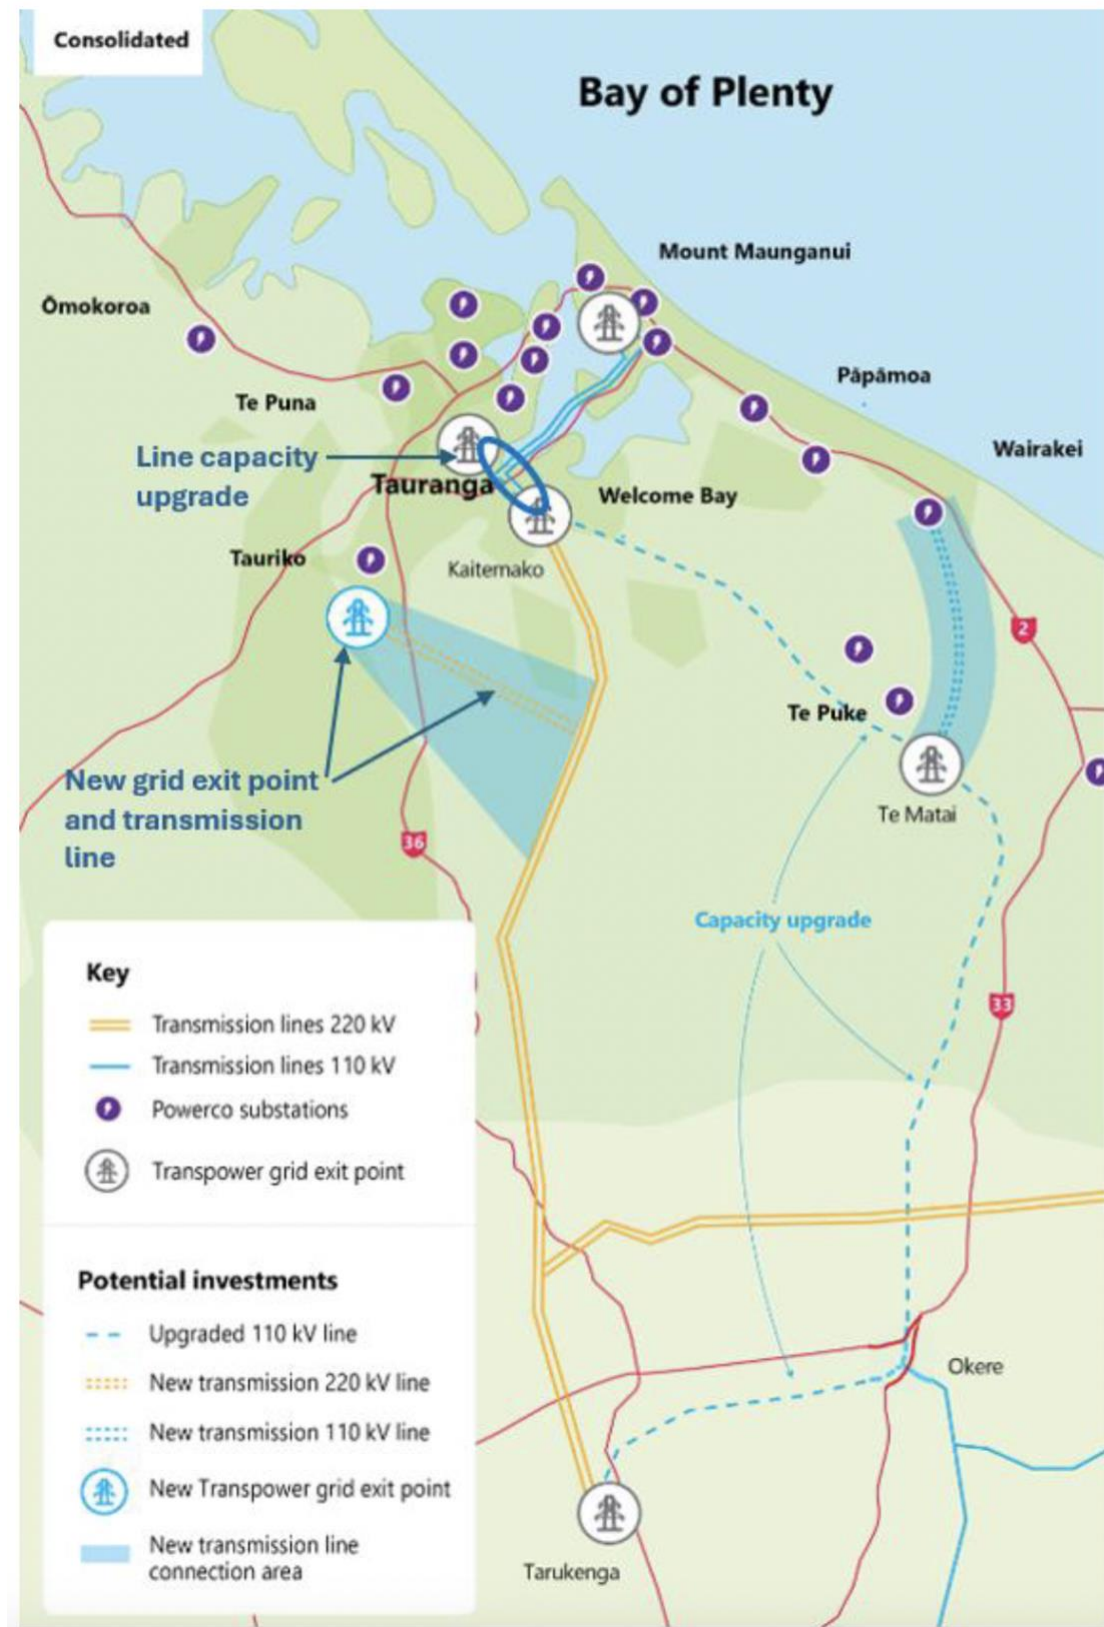 Consolidated
Bay of Plenty
Mount Maunganui
Ōmokoroa
Pāpāmoa
Te Puna
Wairakei
Line capacity
upgrade
Tauranga
Welcome Bay
Tauriko
Kaitemako
2
Te Puke
New grid exit point
and transmission
line
Te Matai
36
Capacity upgrade
33
Key
Transmission lines 220 kV
Transmission lines 110 kV
Powerco substations
Transpower grid exit point
Potential investments
Upgraded 110 kV line
New transmission 220 kV line
New transmission 110 kV line
New Transpower grid exit point
New transmission line
connection area
Okere
Tarukenga